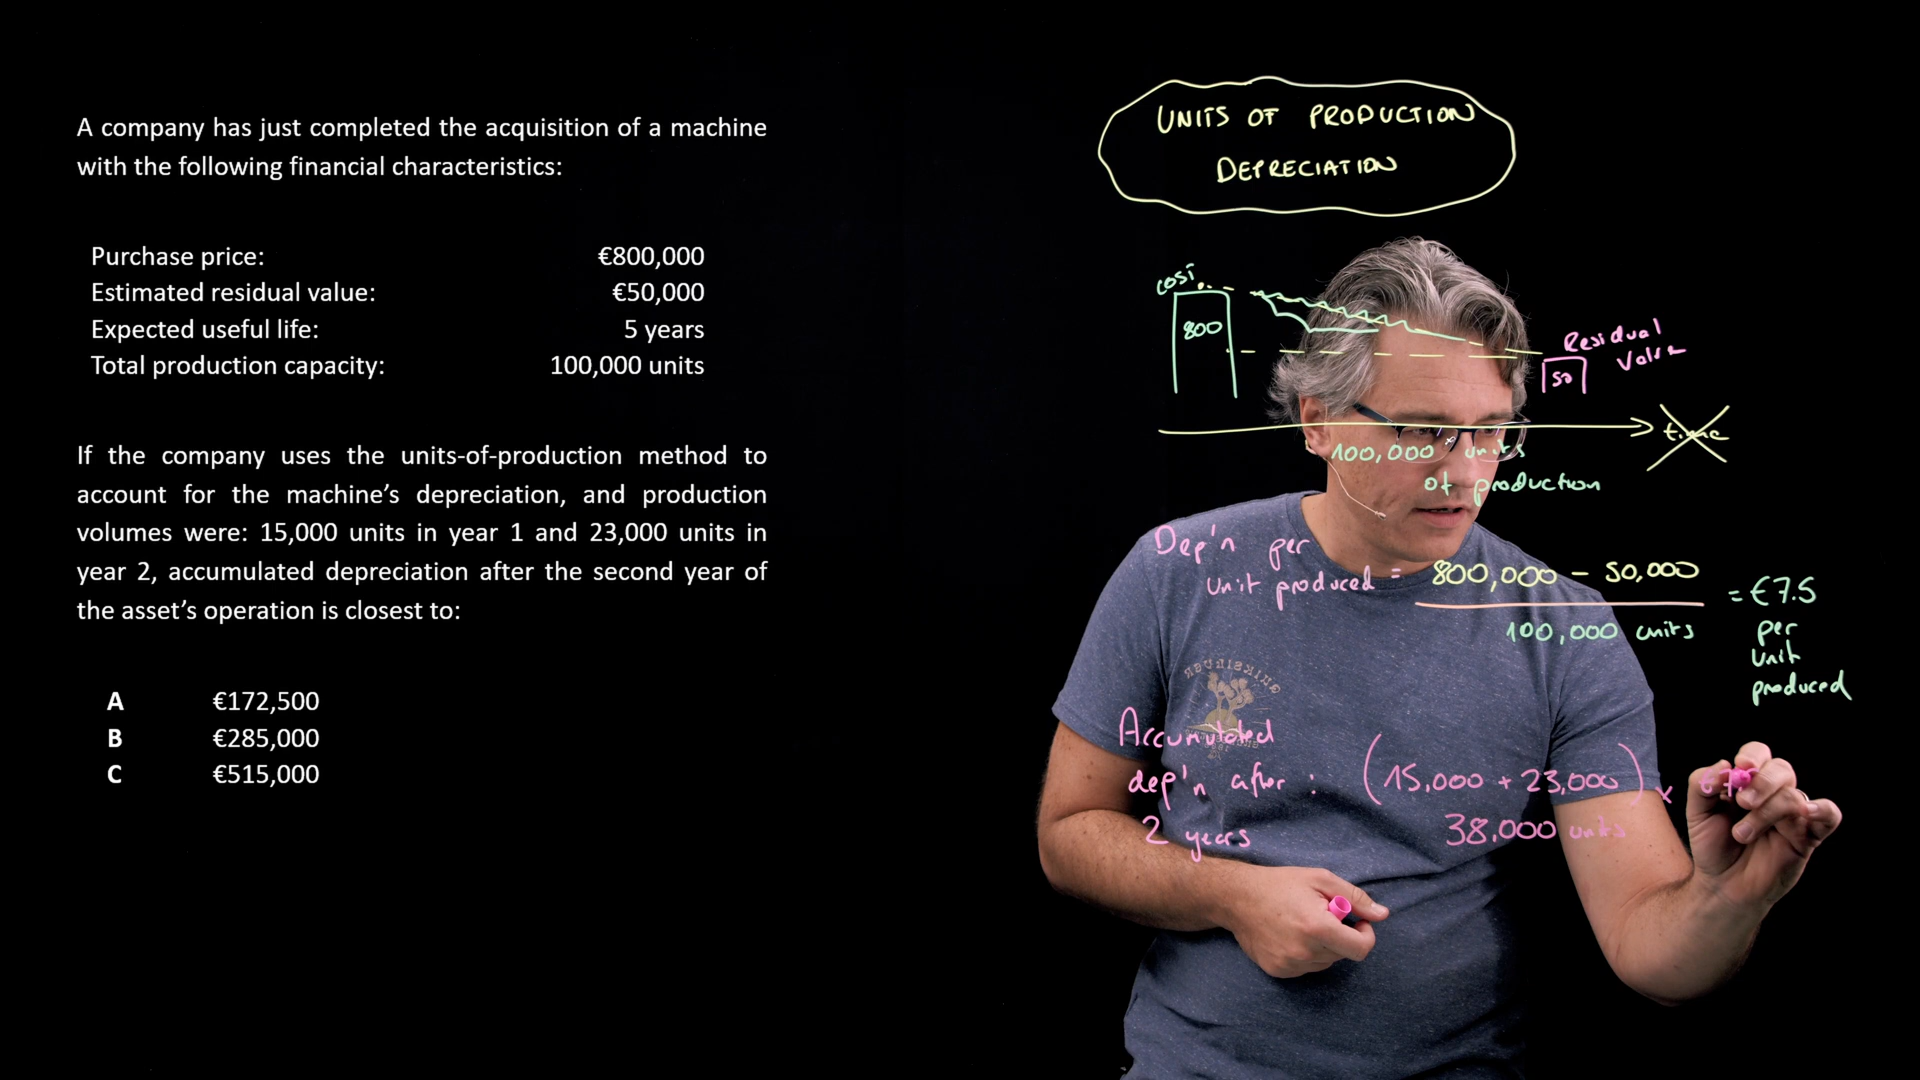 A company has just completed the acquisition of a machine
with the following financial characteristics:
Purchase price: €800,000
Estimated residual value: €50,000
Expected useful life: 5 years
Total production capacity: 100,000 units
If the company uses the units-of-production method to
account for the machine’s depreciation, and production
volumes were: 15,000 units in year 1 and 23,000 units in
year 2, accumulated depreciation after the second year of
the asset’s operation is closest to:
A €172,500
B €285,000
C €515,000
UNITS OF PRODUCTION
DEPRECIATION
COST
800
Residual
Value
50
time
100,000 units
of production
Dep'n per
Unit produced = 800,000 - 50,000
100,000 units
= €7.5
per
unit
produced
Accumulated
dep'n after : (15,000 + 23,000) x
2 years 38,000 units